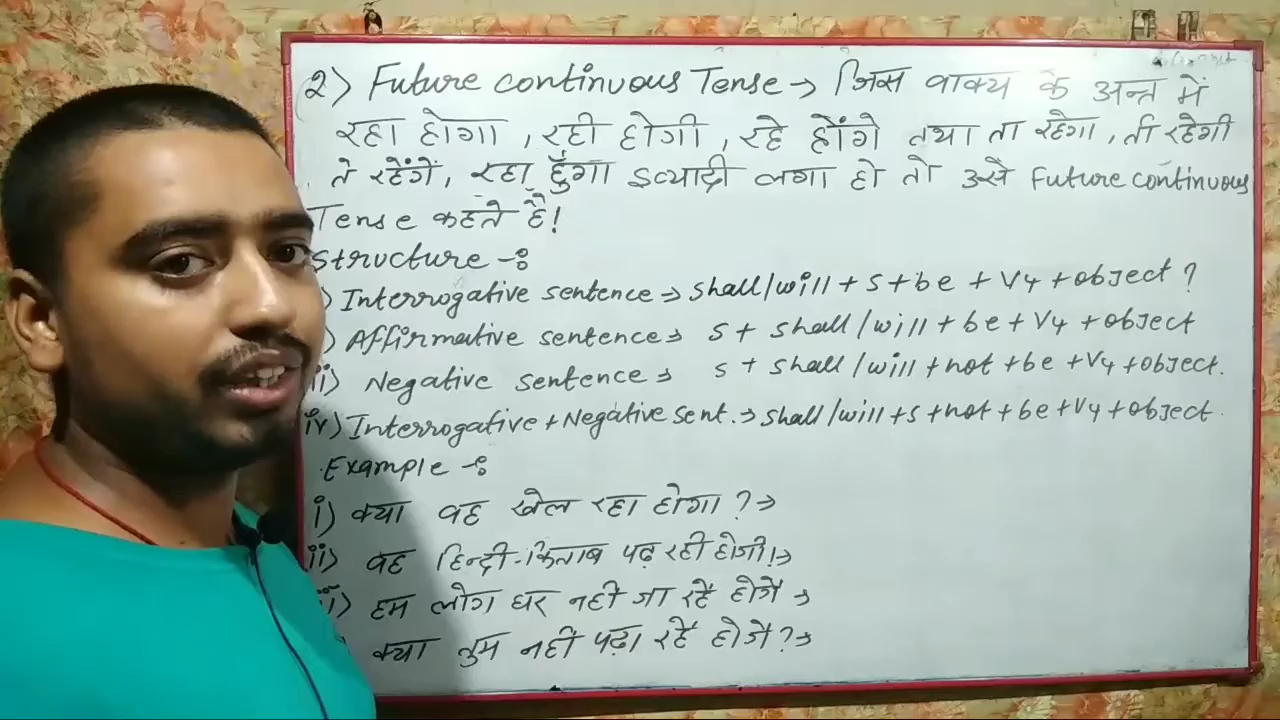 2) Future continuous Tense → जिस वाक्य के अन्त में
रहा होगा, रही होगी, रहे होंगे तथा ता रहेगा, ती रहेगी
ते रहेंगें, रहा हुँगा इत्यादी लगा हो तो उसे Future continuous
Tense कहते है!
Structure -:
) Interrogative sentence → shall/will + s + be + V4 + object ?
) Affirmative sentence → s + shall/will + be + V4 + object
ii) Negative sentence → s + shall/will + not + be + V4 + object.
iv) Interrogative + Negative sent. → shall/will + s + not + be + V4 + object.
Example -:
i) क्या वह खेल रहा होगा ? →
ii) वह हिन्दी-किताब पढ़ रही होगी! →
ii) हम लोग घर नही जा रहें होगें →
क्या तुम नही पढ़ा रहें होगें ? →